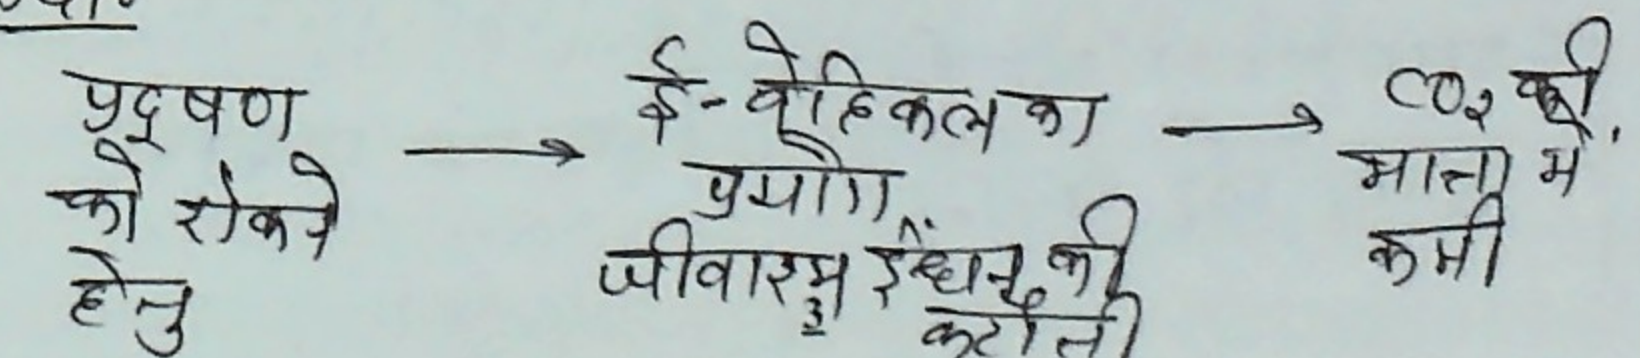 प्रदूषण
को रोकने
हेतु
→
ई-वेहिकल का
प्रयोग,
जीवाश्म ईंधन की
कटौती
→
CO₂ की
मात्रा में
कमी